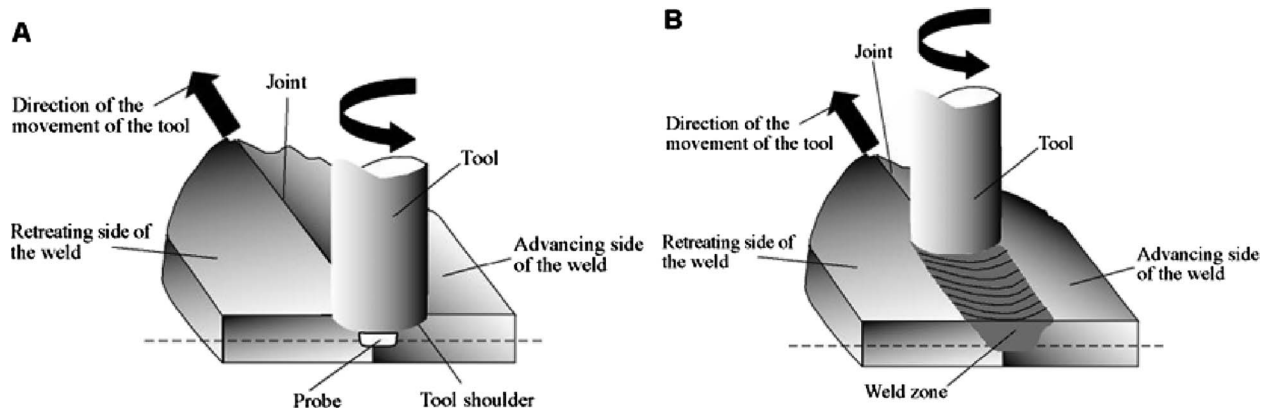 A
Joint
Direction of the
movement of the tool
Tool
Retreating side of
the weld
Advancing side
of the weld
Probe
Tool shoulder
B
Joint
Direction of the
movement of the tool
Tool
Retreating side of
the weld
Advancing side
of the weld
Weld zone